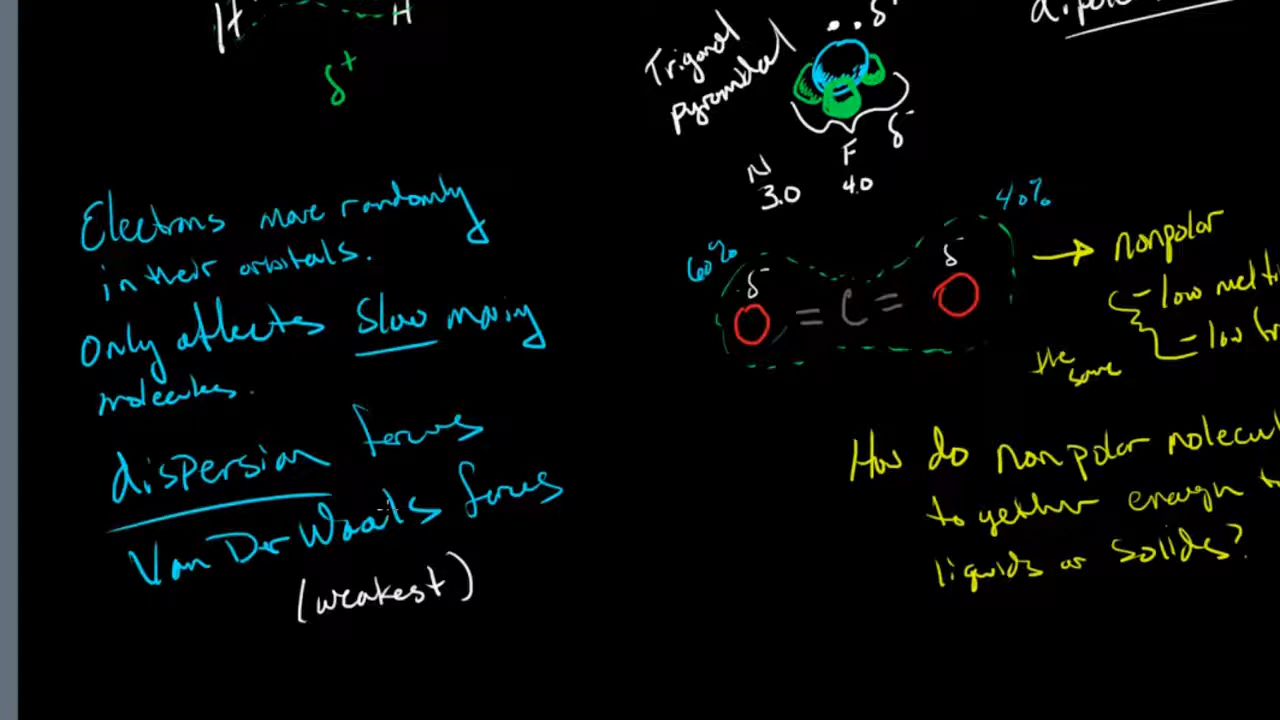 H
H
δ+
Electrons move randomly
in their orbitals.
Only affects slow moving
molecules.
dispersion forces
Van Der Waals forces
(weakest)
Trigonal
pyramidal
δ+
δ-
N
3.0
F
4.0
60%
40%
δ-
δ-
O = C = O
nonpolar
- low
- low
the
same
How do nonpolar
together enough
liquids or solids?